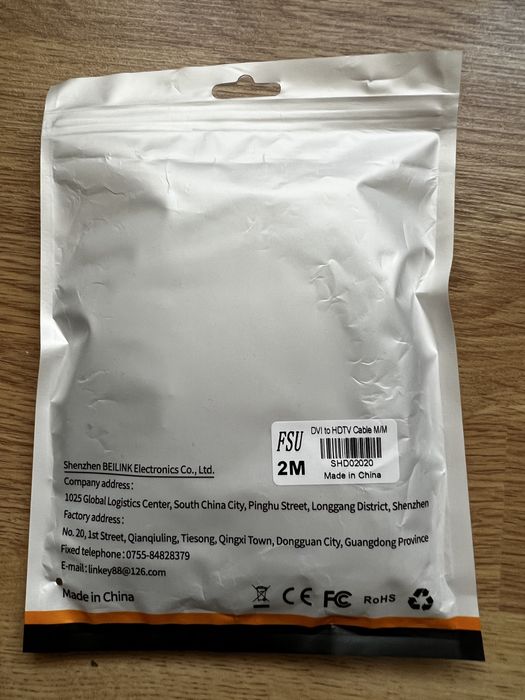 DVI to HDTV Cable M/M
FSU
2M
SHD02020
Made in China
Shenzhen BEILINK Electronics Co., Ltd.
Company address:
1025 Global Logistics Center, South China City, Pinghu Street, Longgang District, Shenzhen
Factory address:
No. 20, 1st Street, Qianqiuling, Tiesong, Qingxi Town, Dongguan City, Guangdong Province
Fixed telephone: 0755-84828379
E-mail: linkey88@126.com
Made in China
CE FC RoHS